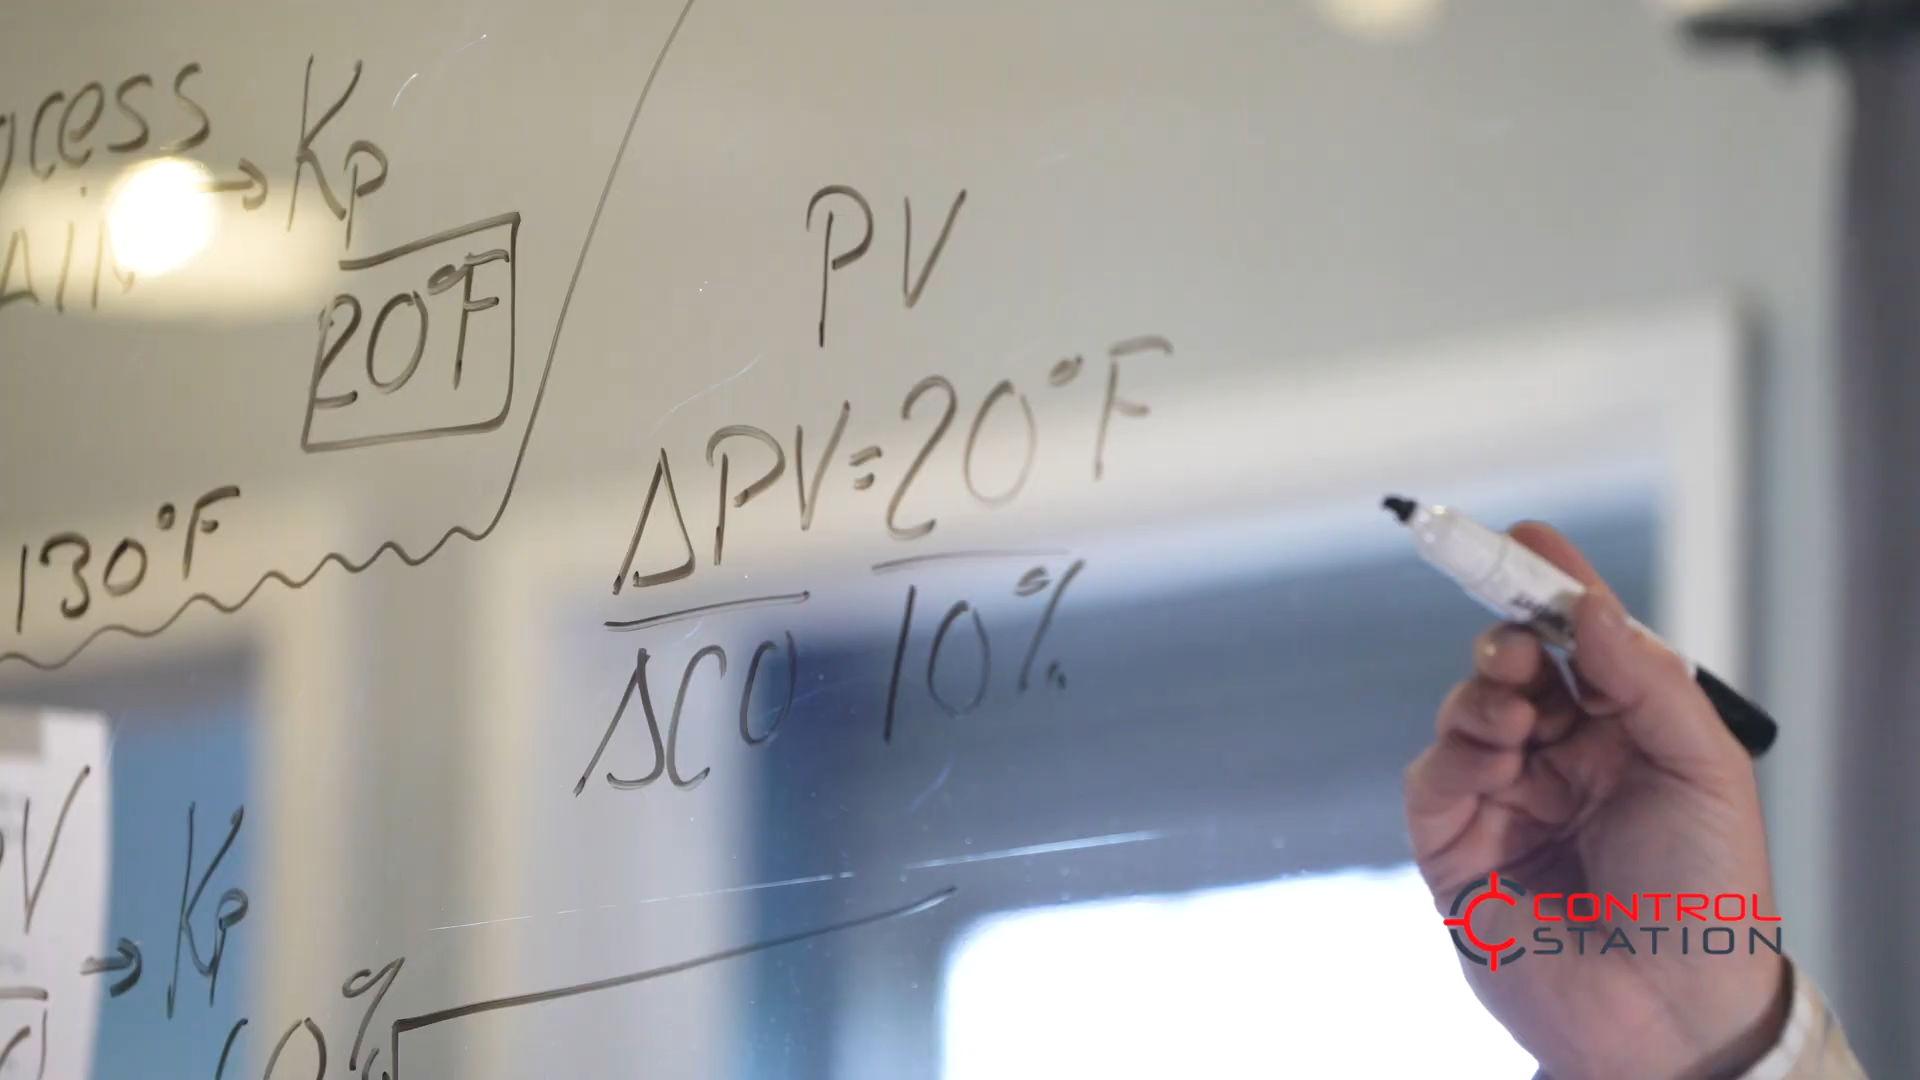 Kp
20°F
130°F
PV
ΔPV = 20°F
ΔCO 10%
→ Kp
CONTROL
STATION